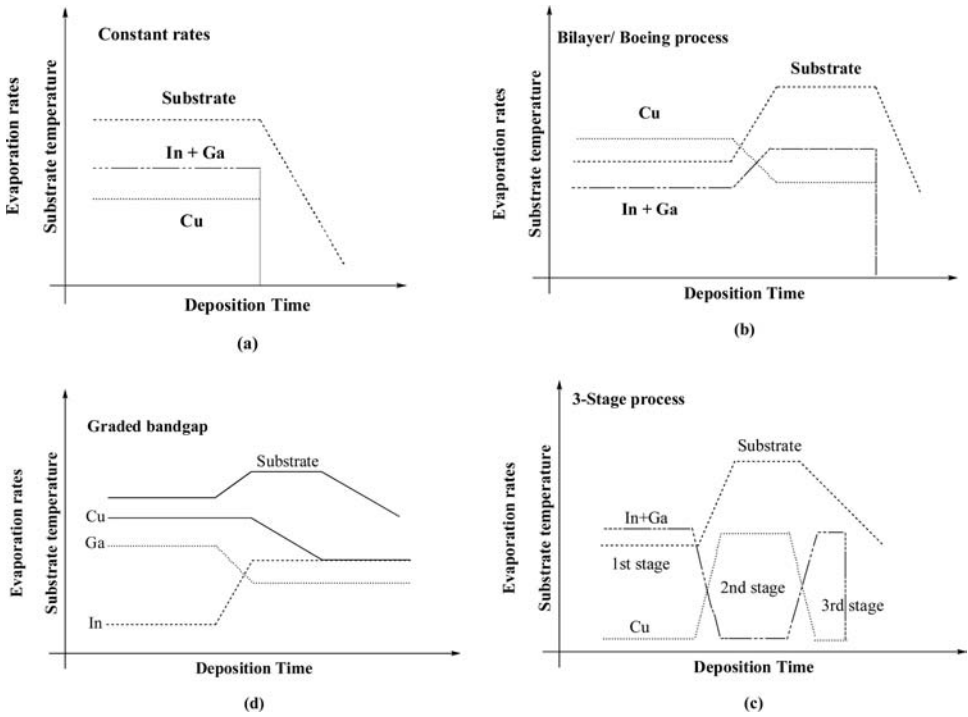 Constant rates
Substrate
In + Ga
Cu
Evaporation rates
Substrate temperature
Deposition Time
(a)
Bilayer/ Boeing process
Substrate
Cu
In + Ga
Evaporation rates
Substrate temperature
Deposition Time
(b)
Graded bandgap
Substrate
Cu
Ga
In
Evaporation rates
Substrate temperature
Deposition Time
(d)
3-Stage process
Substrate
In+Ga
1st stage
2nd stage
3rd stage
Cu
Evaporation rates
Substrate temperature
Deposition Time
(c)